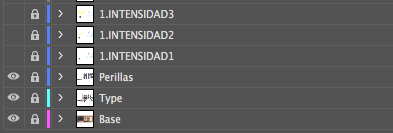 1.INTENSIDAD3
1.INTENSIDAD2
1.INTENSIDAD1
Perillas
Type
Base